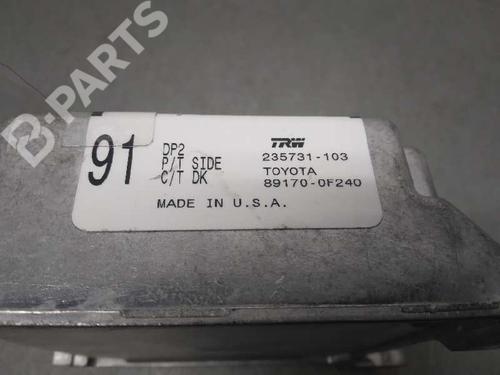 B-PARTS
91
DP2
P/T SIDE
C/T DK
TRW
235731-103
TOYOTA
89170-0F240
MADE IN U.S.A.